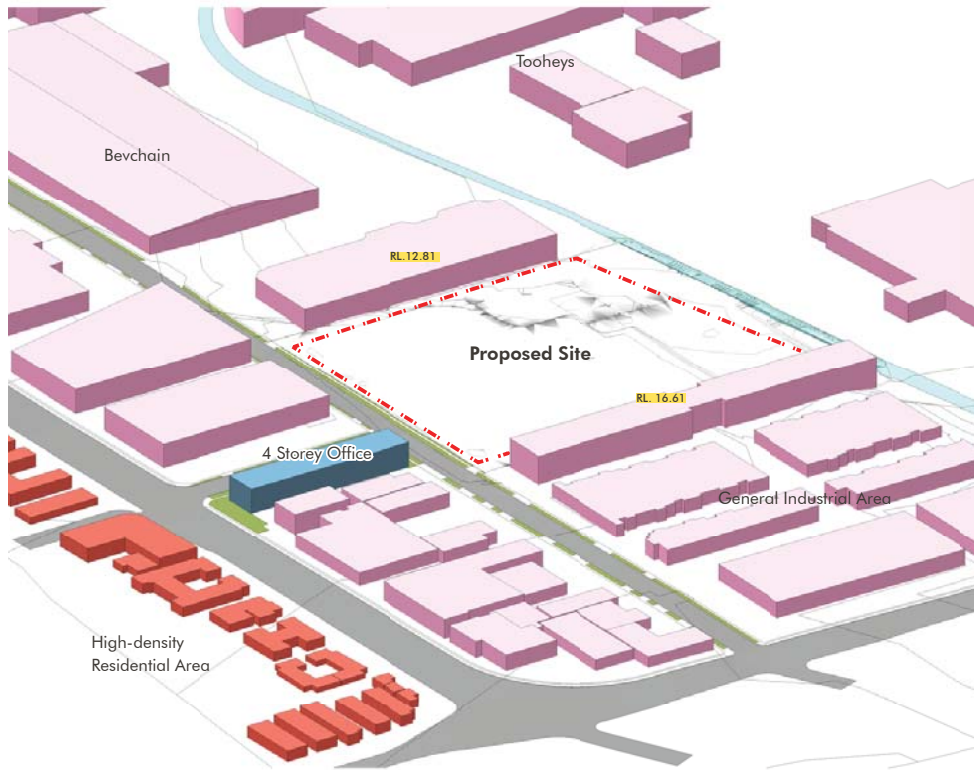 Tooheys
Bevchain
RL.12.81
Proposed Site
RL. 16.61
4 Storey Office
General Industrial Area
High-density
Residential Area